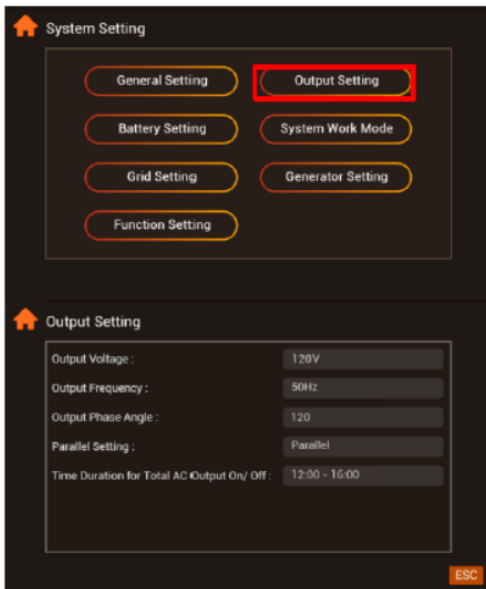 System Setting
General Setting
Output Setting
Battery Setting
System Work Mode
Grid Setting
Generator Setting
Function Setting
Output Setting
Output Voltage : 120V
Output Frequency : 50Hz
Output Phase Angle : 120
Parallel Setting : Parallel
Time Duration for Total AC Output On/ Off : 12:00 - 16:00
ESC